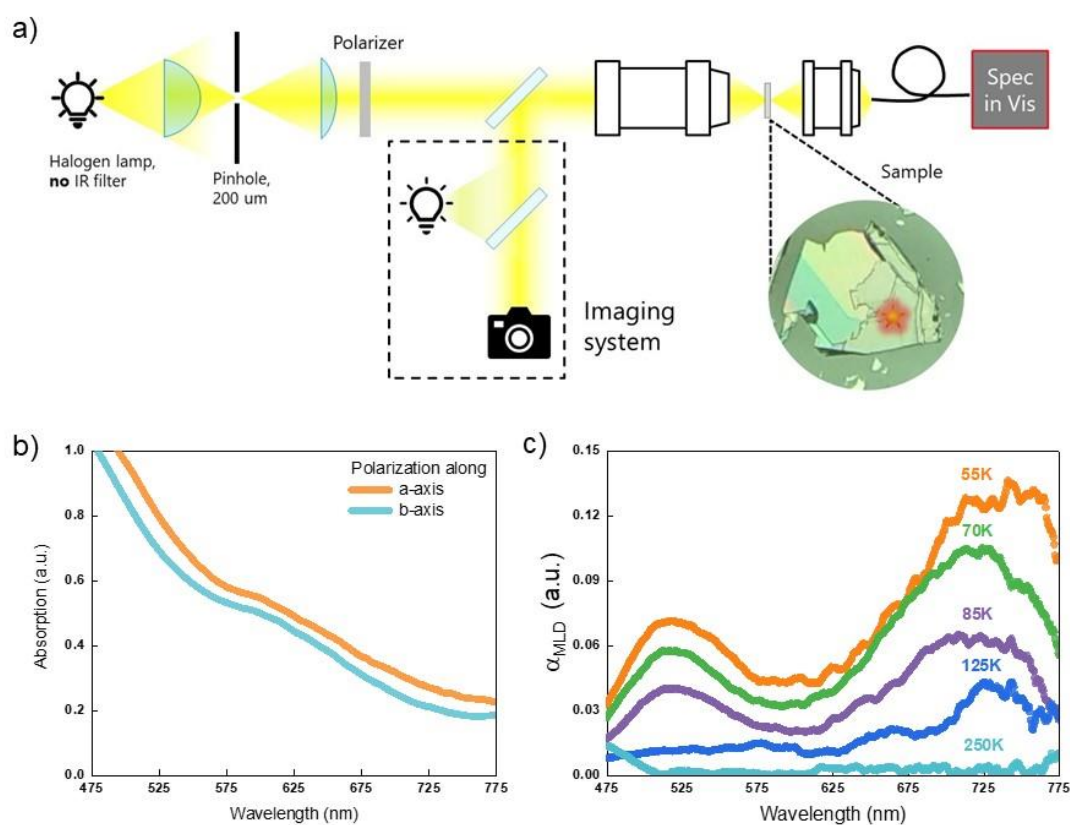 a)
Polarizer
Halogen lamp,
no IR filter
Pinhole,
200 um
Spec
in Vis
Sample
Imaging
system
b)
1.0
0.8
0.6
0.4
0.2
0.0
Absorption (a.u.)
Polarization along
a-axis
b-axis
475 525 575 625 675 725 775
Wavelength (nm)
c)
0.15
0.12
0.09
0.06
0.03
0.00
αMLD (a.u.)
55K
70K
85K
125K
250K
475 525 575 625 675 725 775
Wavelength (nm)